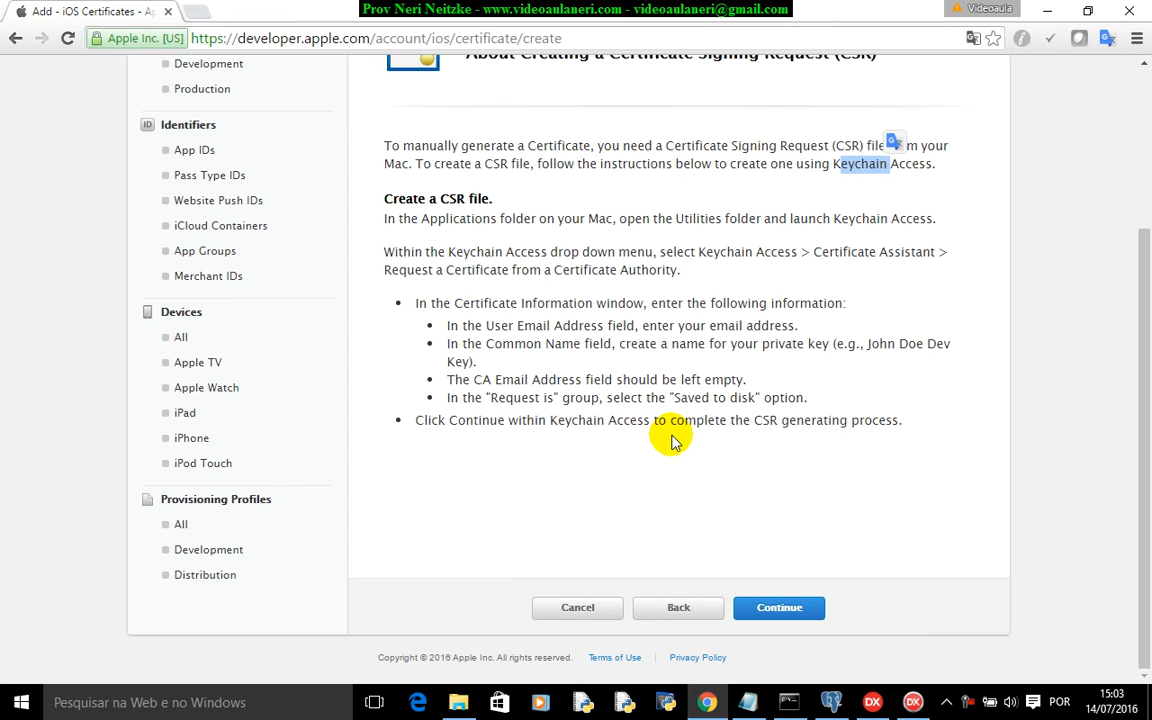 Prov Neri Neitzke - www.videoaulaneri.com - videoaulaneri@gmail.com
Add - iOS Certificates - Ap
Videoaula
Apple Inc. [US]
https://developer.apple.com/account/ios/certificate/create
Development
Production
ID Identifiers
App IDs
Pass Type IDs
Website Push IDs
iCloud Containers
App Groups
Merchant IDs
Devices
All
Apple TV
Apple Watch
iPad
iPhone
iPod Touch
Provisioning Profiles
All
Development
Distribution
About Creating a Certificate Signing Request (CSR)
To manually generate a Certificate, you need a Certificate Signing Request (CSR) file m your
Mac. To create a CSR file, follow the instructions below to create one using Keychain Access.
Create a CSR file.
In the Applications folder on your Mac, open the Utilities folder and launch Keychain Access.
Within the Keychain Access drop down menu, select Keychain Access > Certificate Assistant >
Request a Certificate from a Certificate Authority.
• In the Certificate Information window, enter the following information:
• In the User Email Address field, enter your email address.
• In the Common Name field, create a name for your private key (e.g., John Doe Dev
Key).
• The CA Email Address field should be left empty.
• In the "Request is" group, select the "Saved to disk" option.
• Click Continue within Keychain Access to complete the CSR generating process.
Cancel
Back
Continue
Copyright © 2016 Apple Inc. All rights reserved.
Terms of Use
Privacy Policy
Pesquisar na Web e no Windows
DX
DX
POR
15:03
14/07/2016